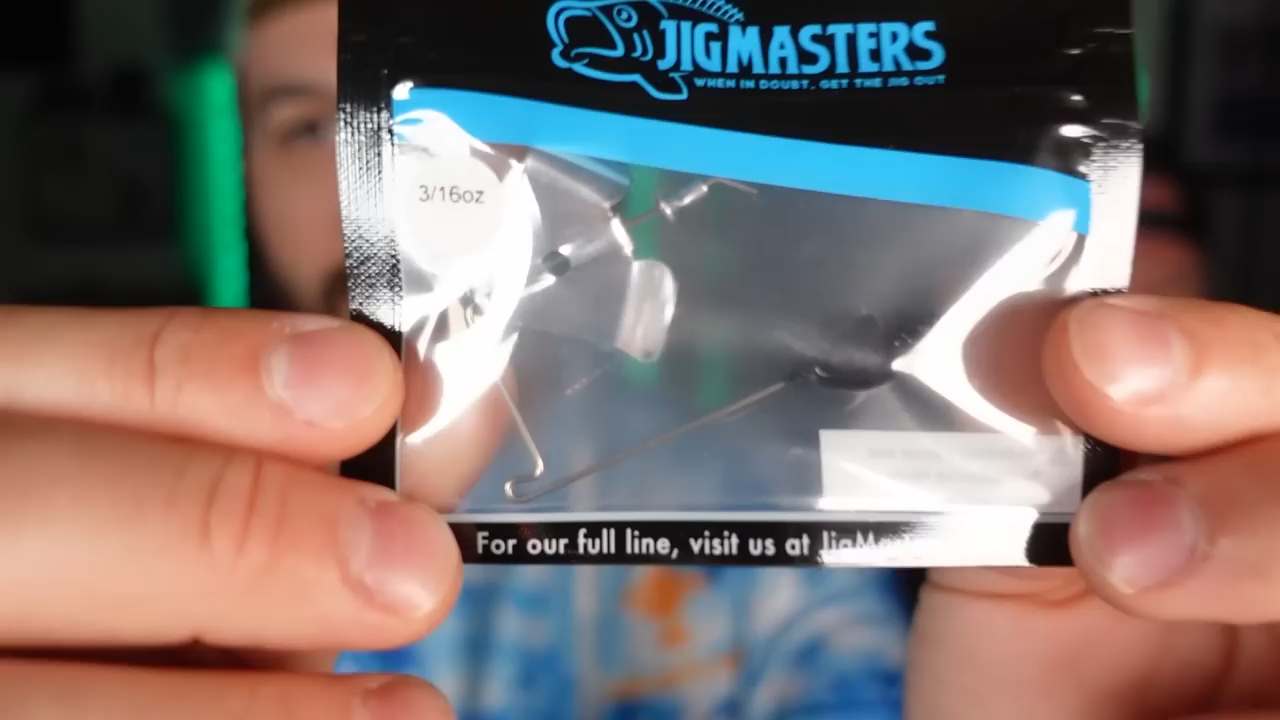 JIGMASTERS
WHEN IN DOUBT, GET THE JIG OUT
3/16oz
For our full line, visit us at